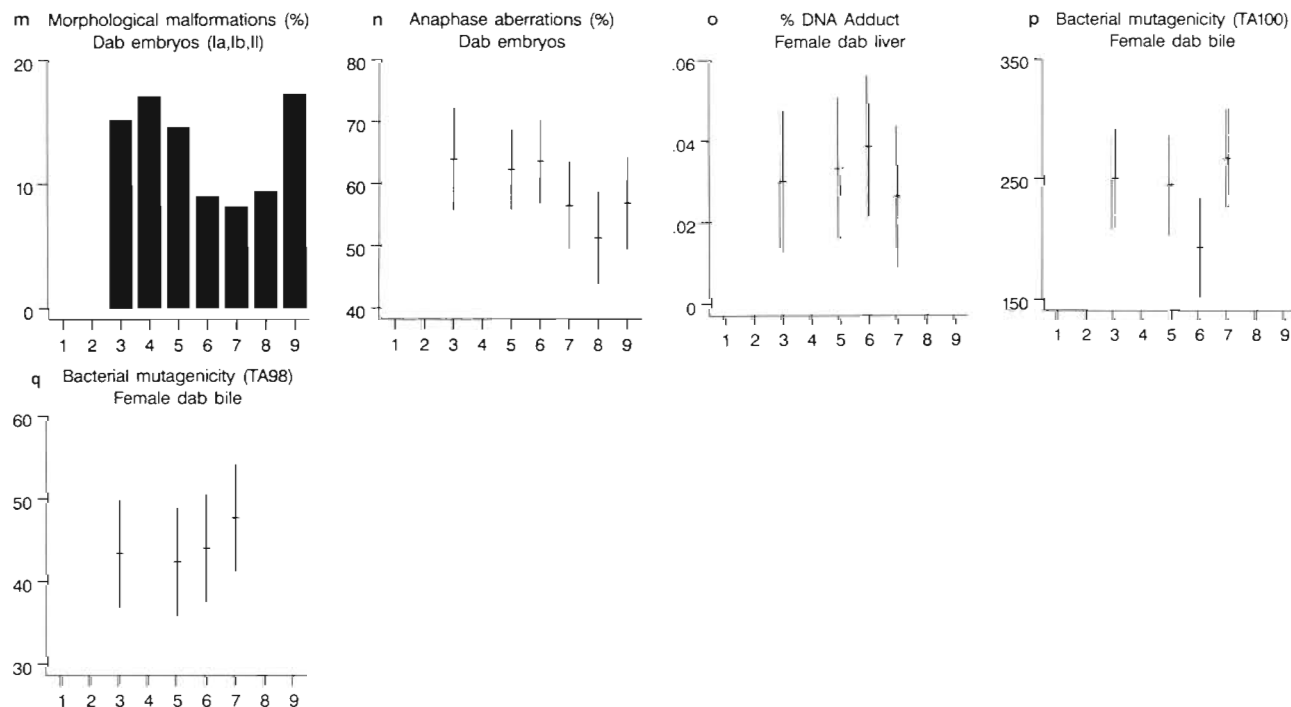 m Morphological malformations (%)
Dab embryos (Ia,Ib,II)
20
10
0
1 2 3 4 5 6 7 8 9
n Anaphase aberrations (%)
Dab embryos
80
70
60
50
40
1 2 3 4 5 6 7 8 9
o % DNA Adduct
Female dab liver
.06
.04
.02
0
1 2 3 4 5 6 7 8 9
p Bacterial mutagenicity (TA100)
Female dab bile
350
250
150
1 2 3 4 5 6 7 8 9
q Bacterial mutagenicity (TA98)
Female dab bile
60
50
40
30
1 2 3 4 5 6 7 8 9